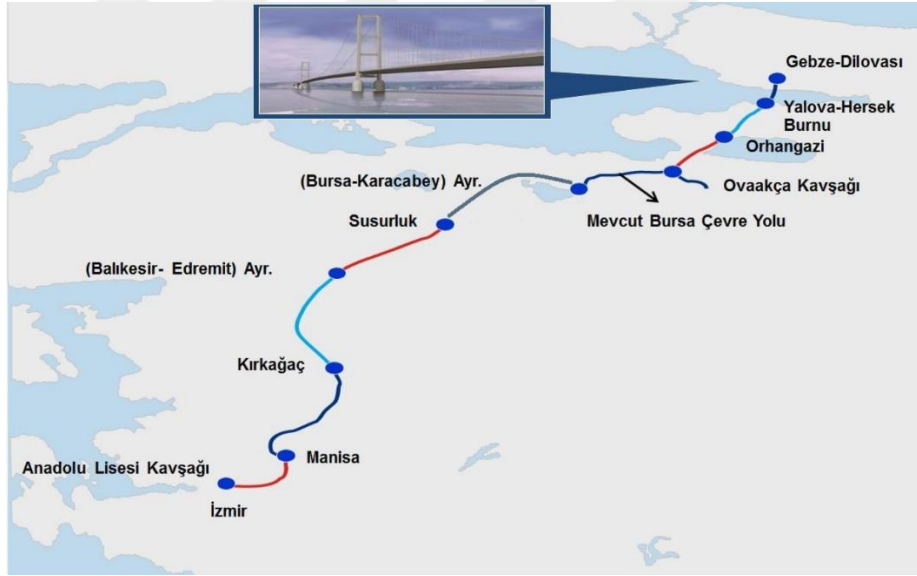 Gebze-Dilovası
Yalova-Hersek
Burnu
Orhangazi
(Bursa-Karacabey) Ayr.
Ovaakça Kavşağı
Susurluk
Mevcut Bursa Çevre Yolu
(Balıkesir- Edremit) Ayr.
Kırkağaç
Manisa
Anadolu Lisesi Kavşağı
İzmir